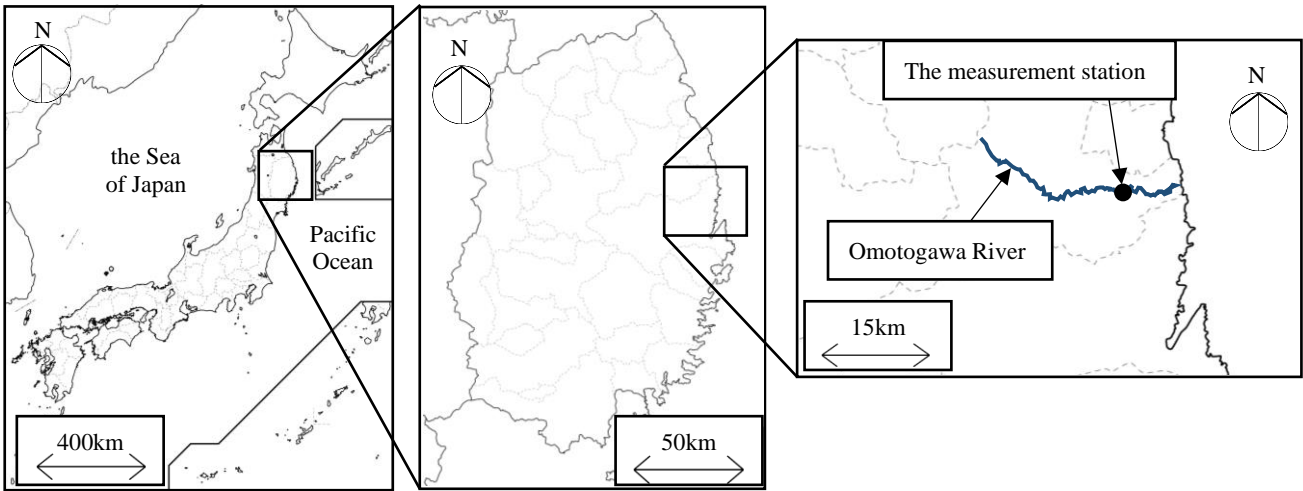 N
the Sea
of Japan
Pacific
Ocean
400km
N
50km
The measurement station
N
Omotogawa River
15km